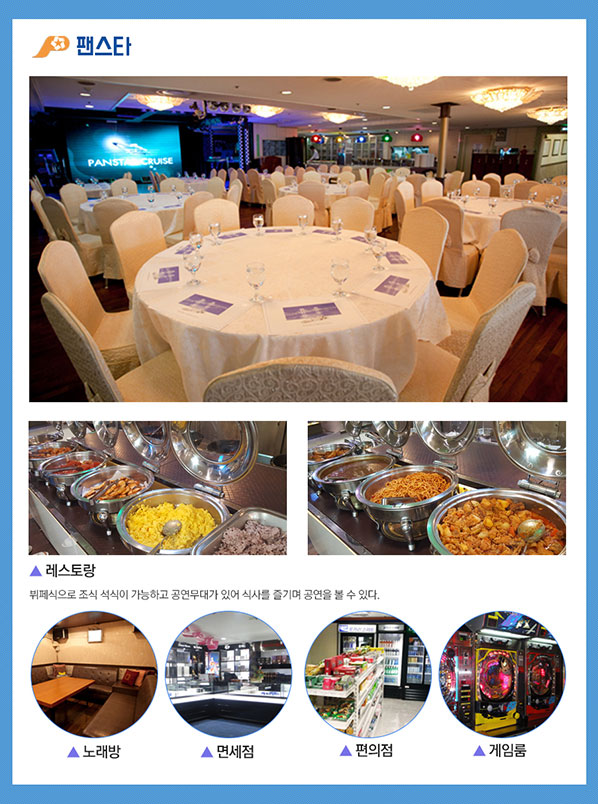 팬스타
PANSTAR CRUISE
▲ 레스토랑
뷔페식으로 조식 석식이 가능하고 공연무대가 있어 식사를 즐기며 공연을 볼 수 있다.
▲ 노래방
▲ 면세점
▲ 편의점
▲ 게임룸